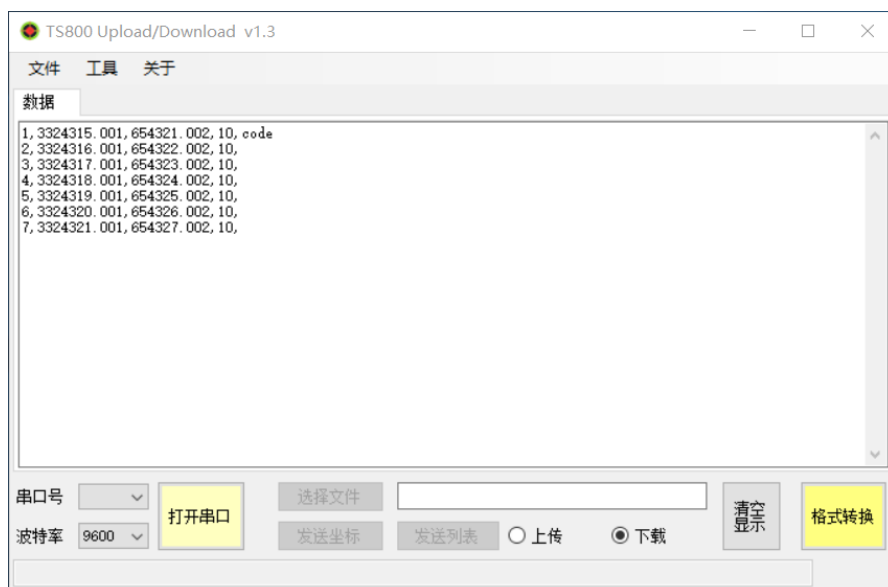 TS800 Upload/Download v1.3
文件 工具 关于
数据
1,3324315.001,654321.002,10,code
2,3324316.001,654322.002,10,
3,3324317.001,654323.002,10,
4,3324318.001,654324.002,10,
5,3324319.001,654325.002,10,
6,3324320.001,654326.002,10,
7,3324321.001,654327.002,10,
串口号
波特率 9600
打开串口
选择文件
发送坐标 发送列表 上传 下载
清空
显示
格式转换